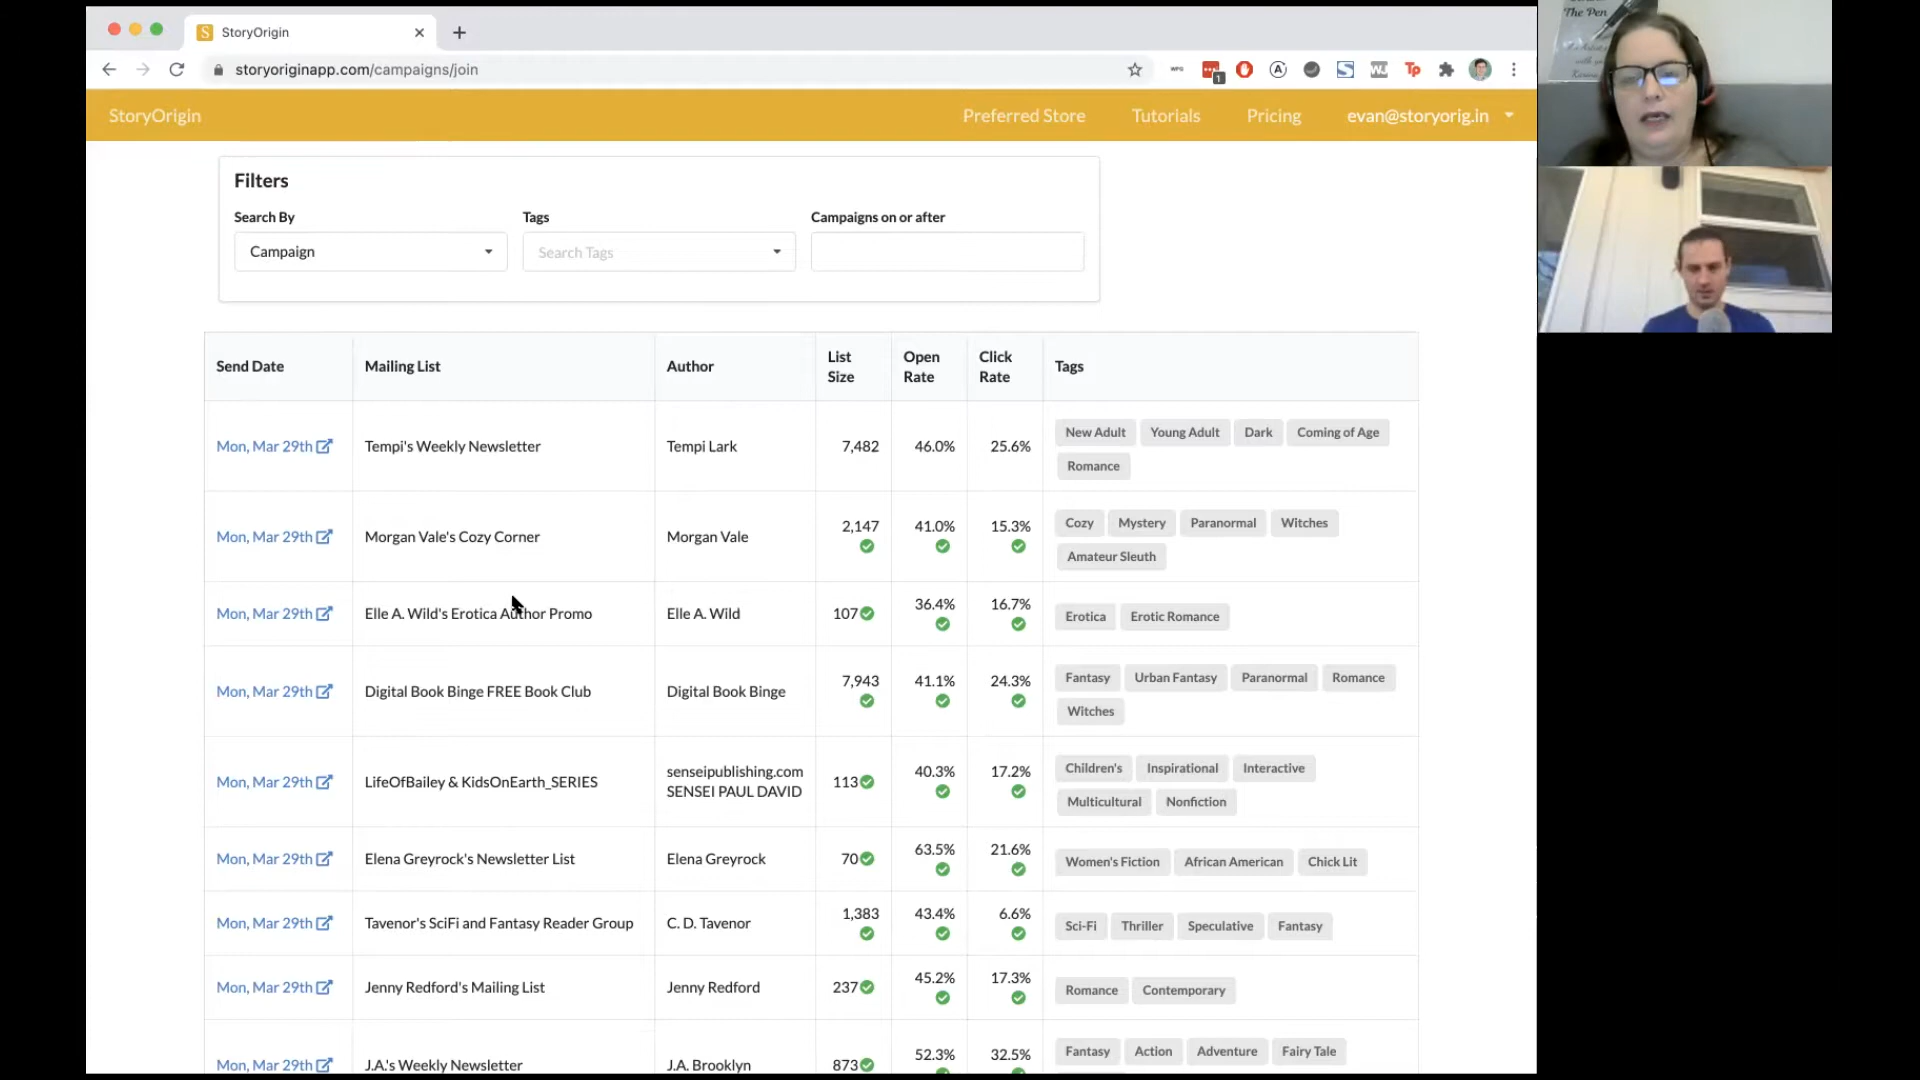 StoryOrigin
storyoriginapp.com/campaigns/join
StoryOrigin
Preferred Store
Tutorials
Pricing
evan@storyorig.in
Filters
Search By
Tags
Campaigns on or after
Campaign
Search Tags
Send Date
Mailing List
Author
List
Size
Open
Rate
Click
Rate
Tags
Mon, Mar 29th
Tempi's Weekly Newsletter
Tempi Lark
7,482
46.0%
25.6%
New Adult
Young Adult
Dark
Coming of Age
Romance
Mon, Mar 29th
Morgan Vale's Cozy Corner
Morgan Vale
2,147
41.0%
15.3%
Cozy
Mystery
Paranormal
Witches
Amateur Sleuth
Mon, Mar 29th
Elle A. Wild's Erotica Author Promo
Elle A. Wild
107
36.4%
16.7%
Erotica
Erotic Romance
Mon, Mar 29th
Digital Book Binge FREE Book Club
Digital Book Binge
7,943
41.1%
24.3%
Fantasy
Urban Fantasy
Paranormal
Romance
Witches
Mon, Mar 29th
LifeOfBailey & KidsOnEarth_SERIES
senseipublishing.com
SENSEI PAUL DAVID
113
40.3%
17.2%
Children's
Inspirational
Interactive
Multicultural
Nonfiction
Mon, Mar 29th
Elena Greyrock's Newsletter List
Elena Greyrock
70
63.5%
21.6%
Women's Fiction
African American
Chick Lit
Mon, Mar 29th
Tavenor's SciFi and Fantasy Reader Group
C. D. Tavenor
1,383
43.4%
6.6%
Sci-Fi
Thriller
Speculative
Fantasy
Mon, Mar 29th
Jenny Redford's Mailing List
Jenny Redford
237
45.2%
17.3%
Romance
Contemporary
Mon, Mar 29th
J.A.'s Weekly Newsletter
J.A. Brooklyn
873
52.3%
32.5%
Fantasy
Action
Adventure
Fairy Tale
The Pen